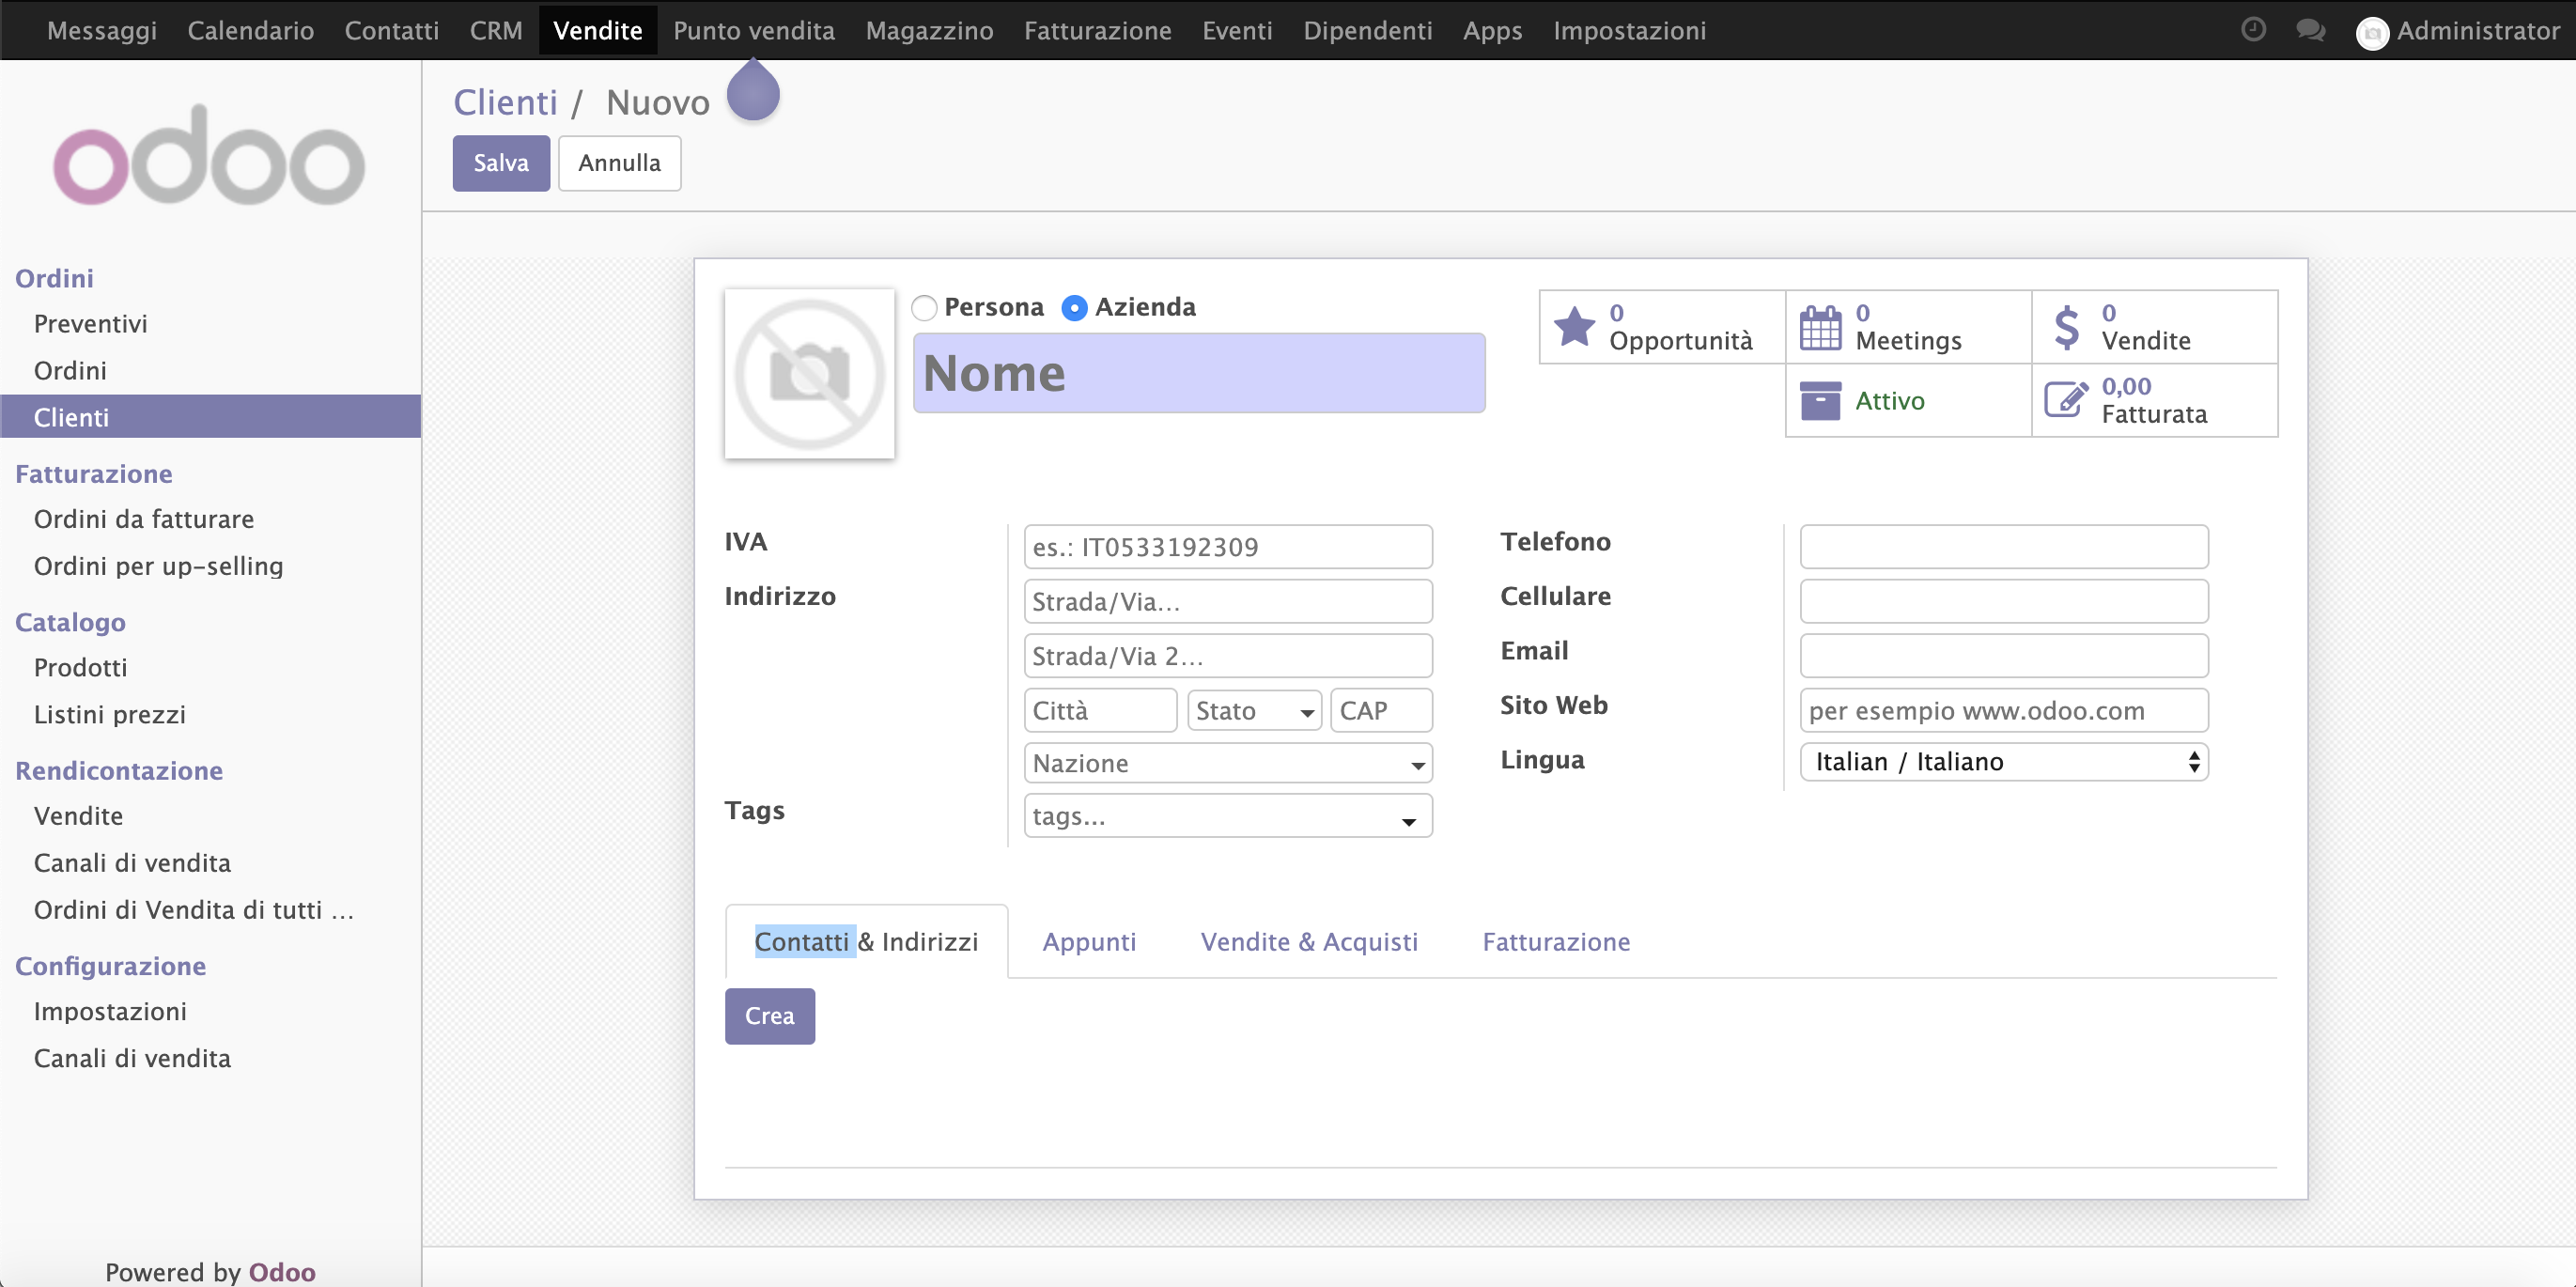 Messaggi Calendario Contatti CRM Vendite Punto vendita Magazzino Fatturazione Eventi Dipendenti Apps Impostazioni Administrator
odoo
Ordini
Preventivi
Ordini
Clienti
Fatturazione
Ordini da fatturare
Ordini per up-selling
Catalogo
Prodotti
Listini prezzi
Rendicontazione
Vendite
Canali di vendita
Ordini di Vendita di tutti ...
Configurazione
Impostazioni
Canali di vendita
Powered by Odoo
Clienti / Nuovo
Salva Annulla
Persona Azienda
Nome
0
Opportunità
0
Meetings
0
Vendite
Attivo
0,00
Fatturata
IVA es.: IT0533192309
Indirizzo Strada/Via...
Strada/Via 2...
Città Stato CAP
Nazione
Tags tags...
Telefono
Cellulare
Email
Sito Web per esempio www.odoo.com
Lingua Italian / Italiano
Contatti & Indirizzi Appunti Vendite & Acquisti Fatturazione
Crea